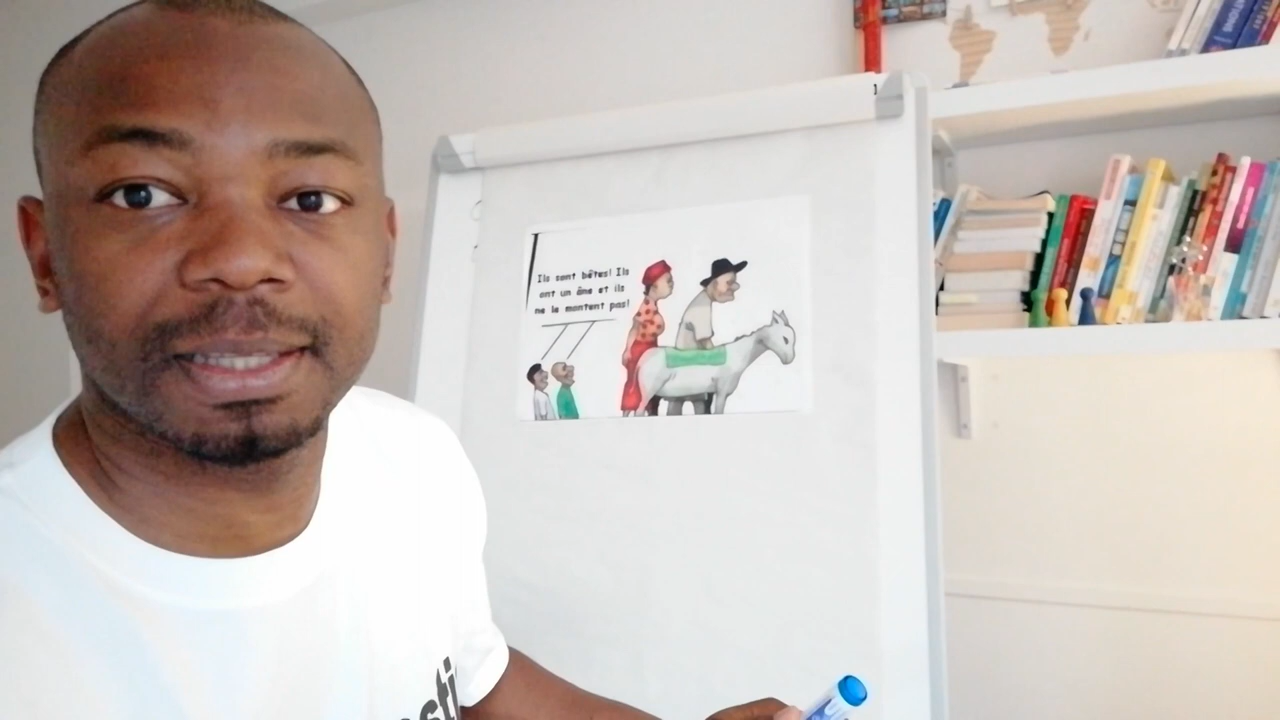 Ils sont bêtes! Ils
ont un âne et ils
ne le montent pas!